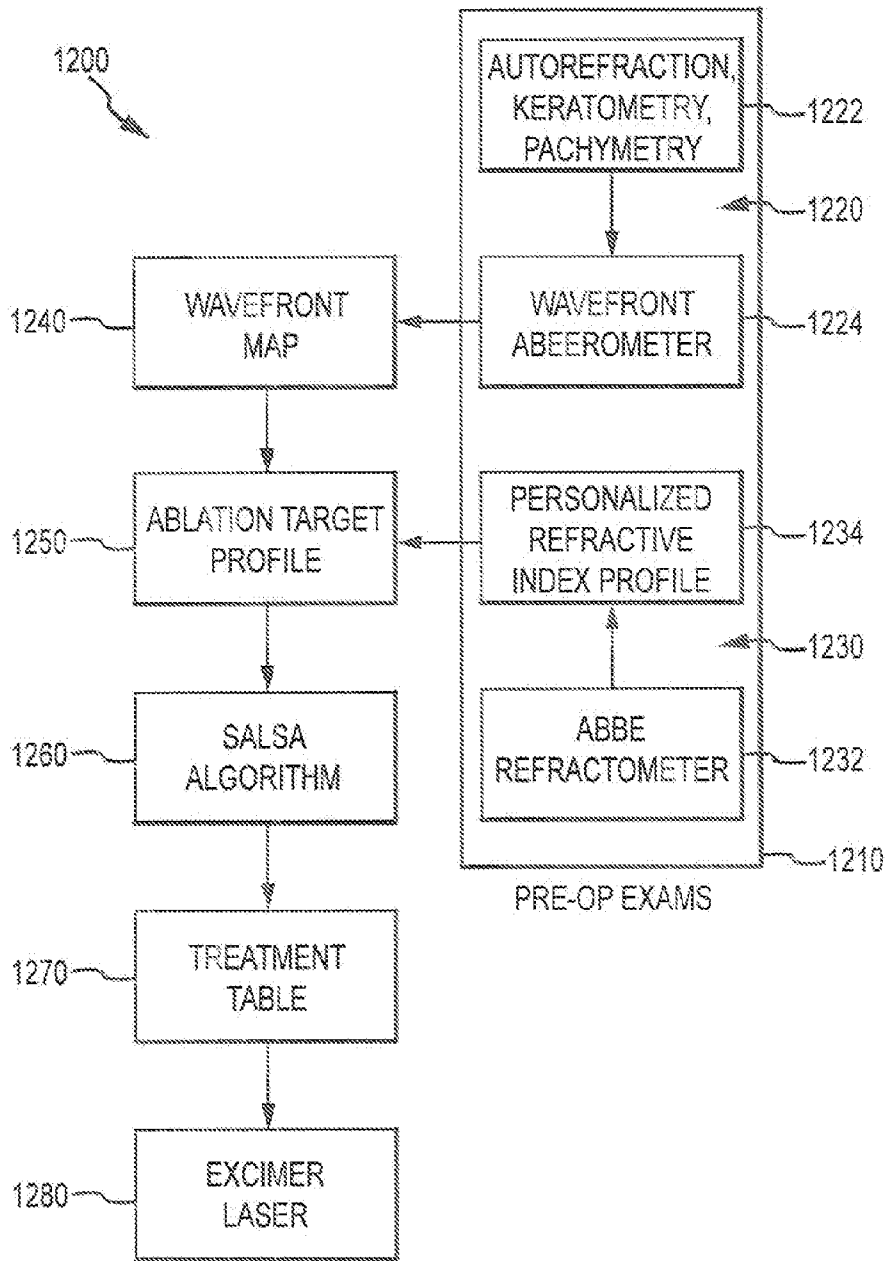 1200
AUTOREFRACTION,
KERATOMETRY,
PACHYMETRY
1222
1220
WAVEFRONT
MAP
1240
WAVEFRONT
ABEEROMETER
1224
ABLATION TARGET
PROFILE
1250
PERSONALIZED
REFRACTIVE
INDEX PROFILE
1234
1230
SALSA
ALGORITHM
1260
ABBE
REFRACTOMETER
1232
1210
PRE-OP EXAMS
TREATMENT
TABLE
1270
EXCIMER
LASER
1280